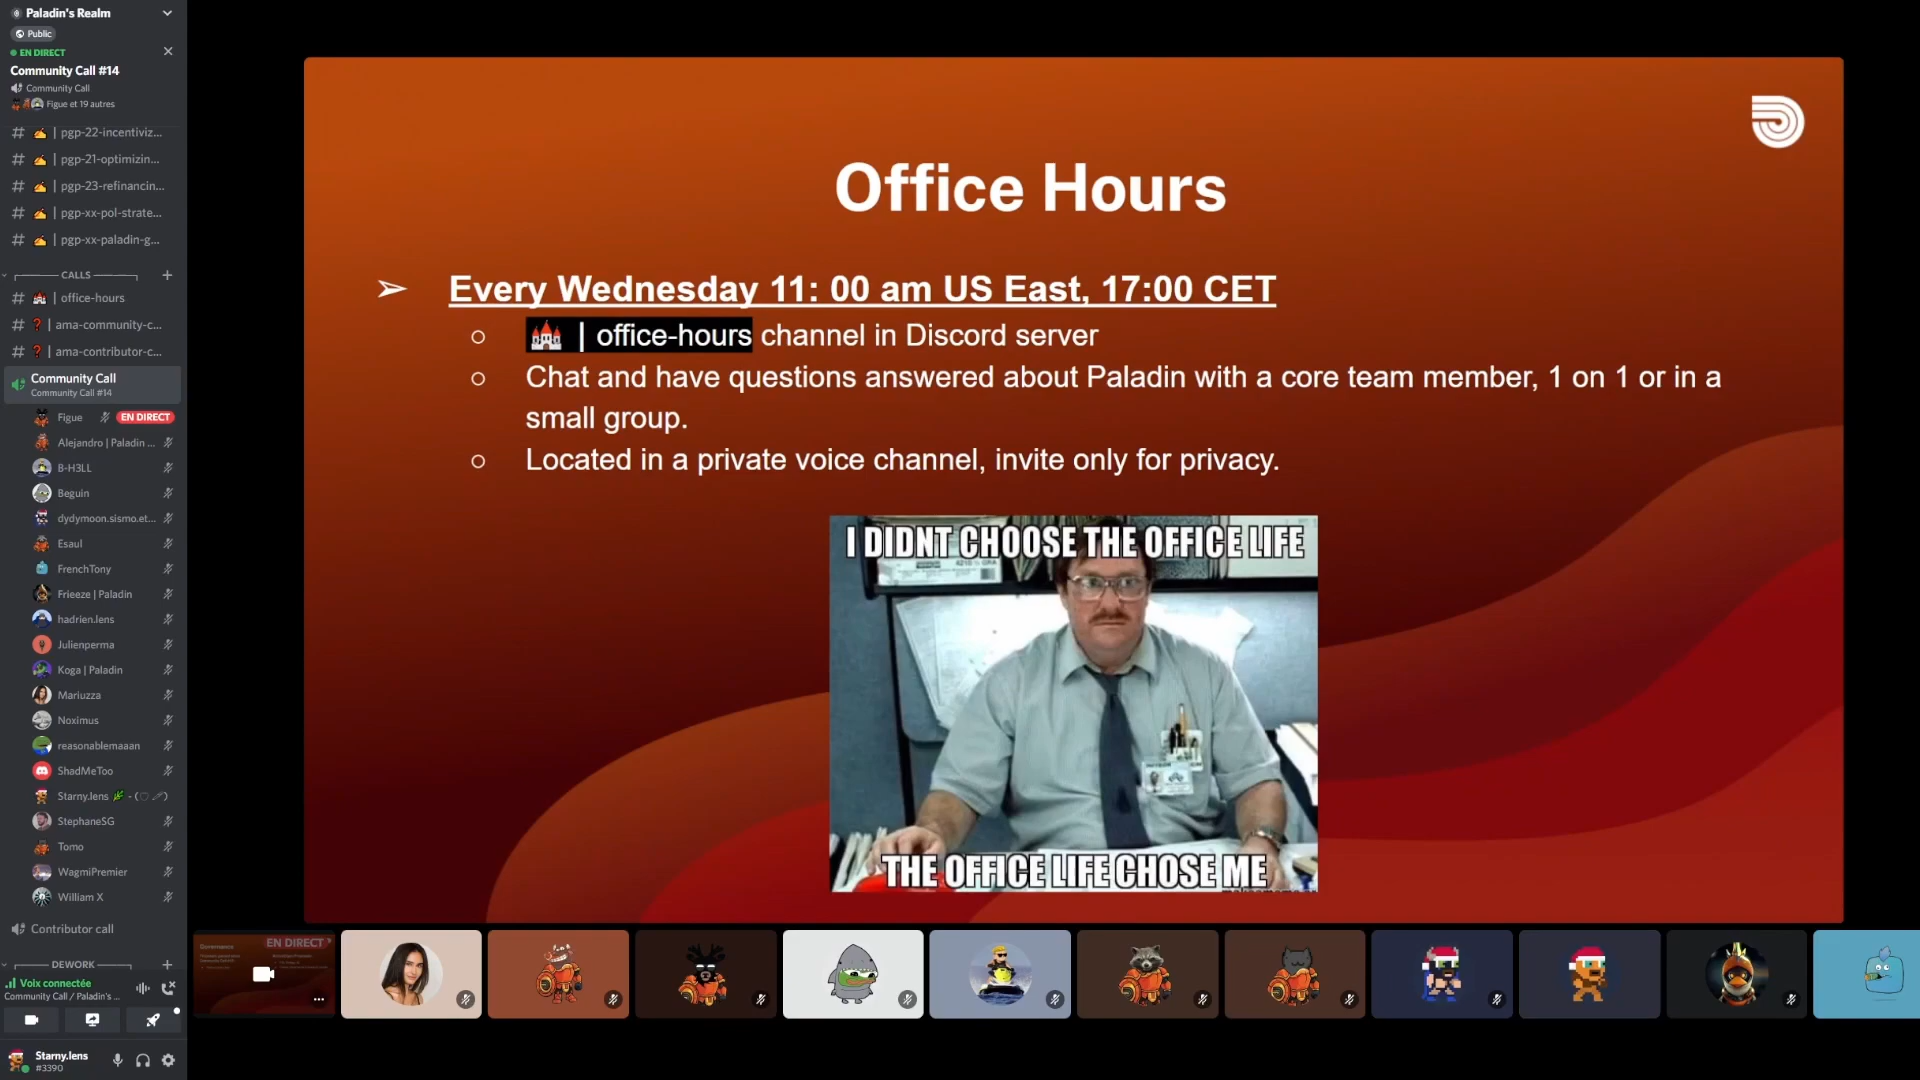 Paladin's Realm
Public
EN DIRECT
Community Call #14
Community Call
Figue et 19 autres
# ✍ | pgp-22-incentiviz...
# ✍ | pgp-21-optimizin...
# ✍ | pgp-23-refinancin...
# ✍ | pgp-xx-pol-strate...
# ✍ | pgp-xx-paladin-g...
CALLS
# 🏰 | office-hours
# ❓ | ama-community-c...
# ❓ | ama-contributor-c...
Community Call
Community Call #14
Figue EN DIRECT
Alejandro | Paladin ...
B-H3LL
Beguin
dydymoon.sismo.et...
Esaul
FrenchTony
Frieeze | Paladin
hadrien.lens
Julienperma
Koga | Paladin
Mariuzza
Noximus
reasonablemaaan
ShadMeToo
Starny.lens
StephaneSG
Tomo
WagmiPremier
William X
Contributor call
DEWORK
Voix connectée
Community Call / Paladin's ...
Starny.lens
#3390
Office Hours
➢ Every Wednesday 11: 00 am US East, 17:00 CET
○ 🏰 | office-hours channel in Discord server
○ Chat and have questions answered about Paladin with a core team member, 1 on 1 or in a
small group.
○ Located in a private voice channel, invite only for privacy.
I DIDNT CHOOSE THE OFFICE LIFE
THE OFFICE LIFE CHOSE ME
EN DIRECT